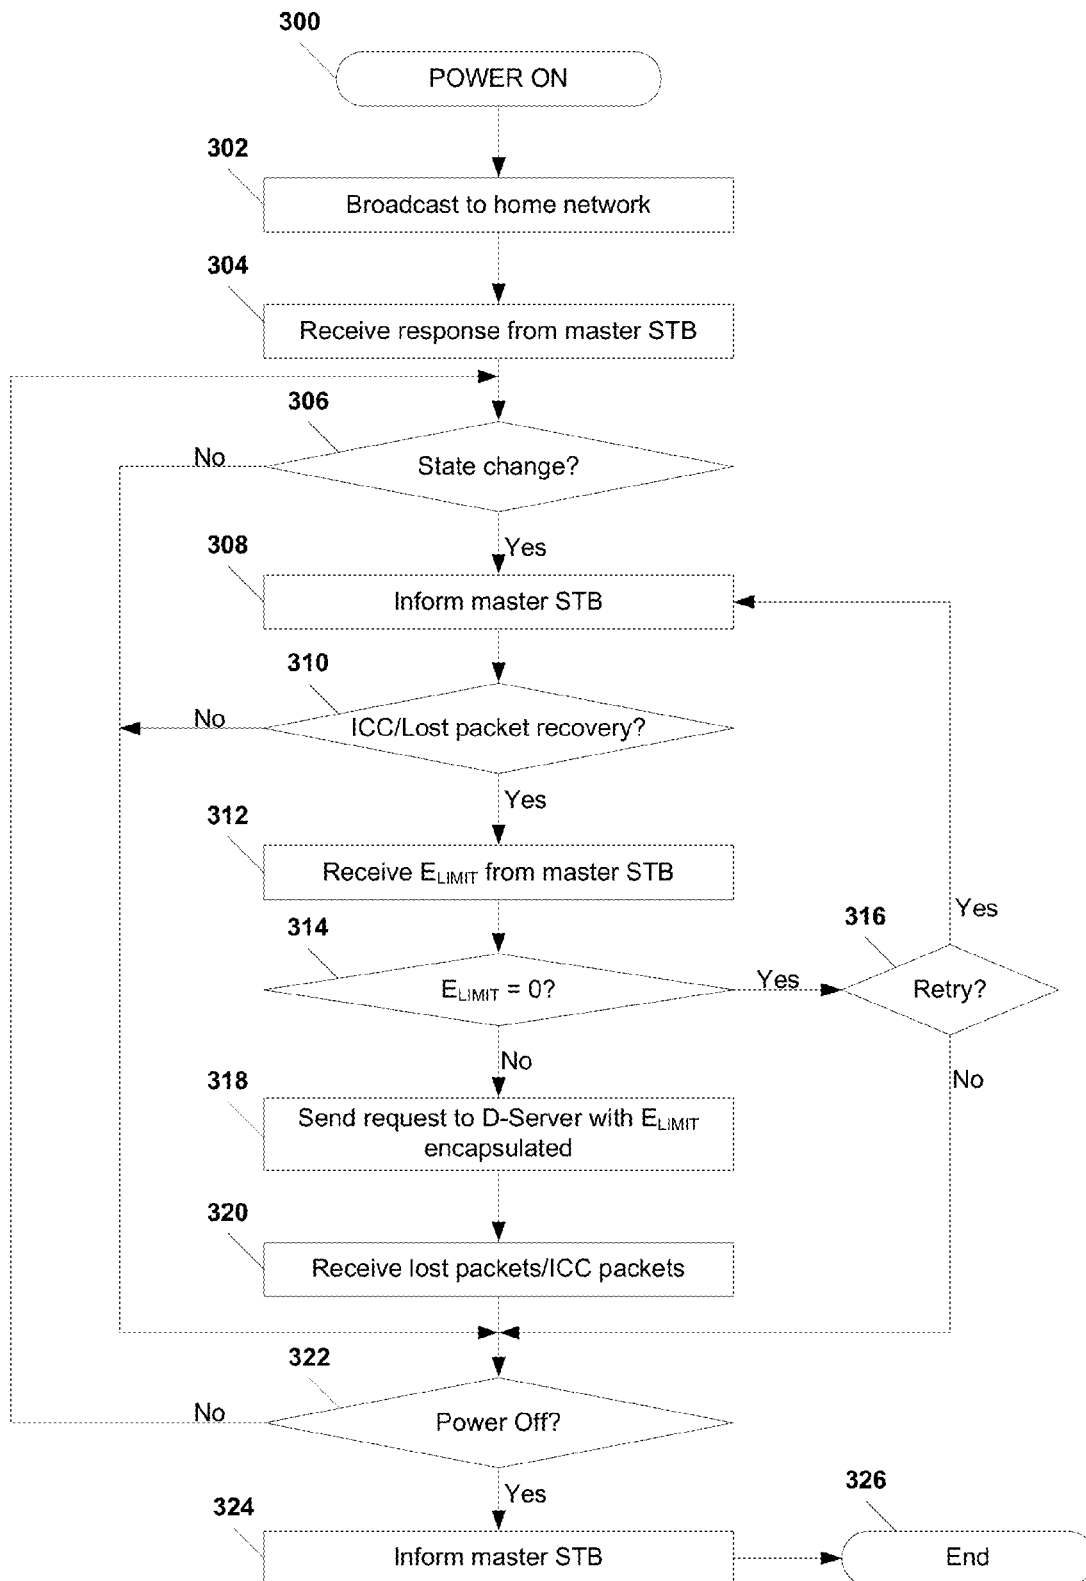 300
POWER ON
302
Broadcast to home network
304
Receive response from master STB
306
No
State change?
Yes
308
Inform master STB
310
No
ICC/Lost packet recovery?
Yes
312
Receive ELIMIT from master STB
Yes
314
316
ELIMIT = 0?
Yes
Retry?
No
No
318
Send request to D-Server with ELIMIT
encapsulated
320
Receive lost packets/ICC packets
322
No
Power Off?
Yes
324
326
Inform master STB
End